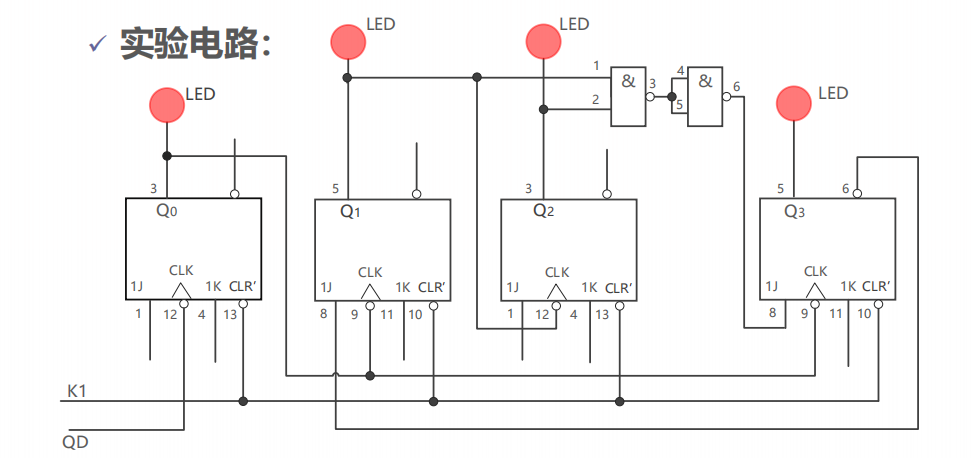 ✓ 实验电路：
LED LED
LED LED
1 & 3 4 & 6
2 5
3 5 3 5 6
Q0 Q1 Q2 Q3
CLK CLK CLK CLK
1J 1K CLR' 1J 1K CLR' 1J 1K CLR' 1J 1K CLR'
1 12 4 13 8 9 11 10 1 12 4 13 8 9 11 10
K1
QD